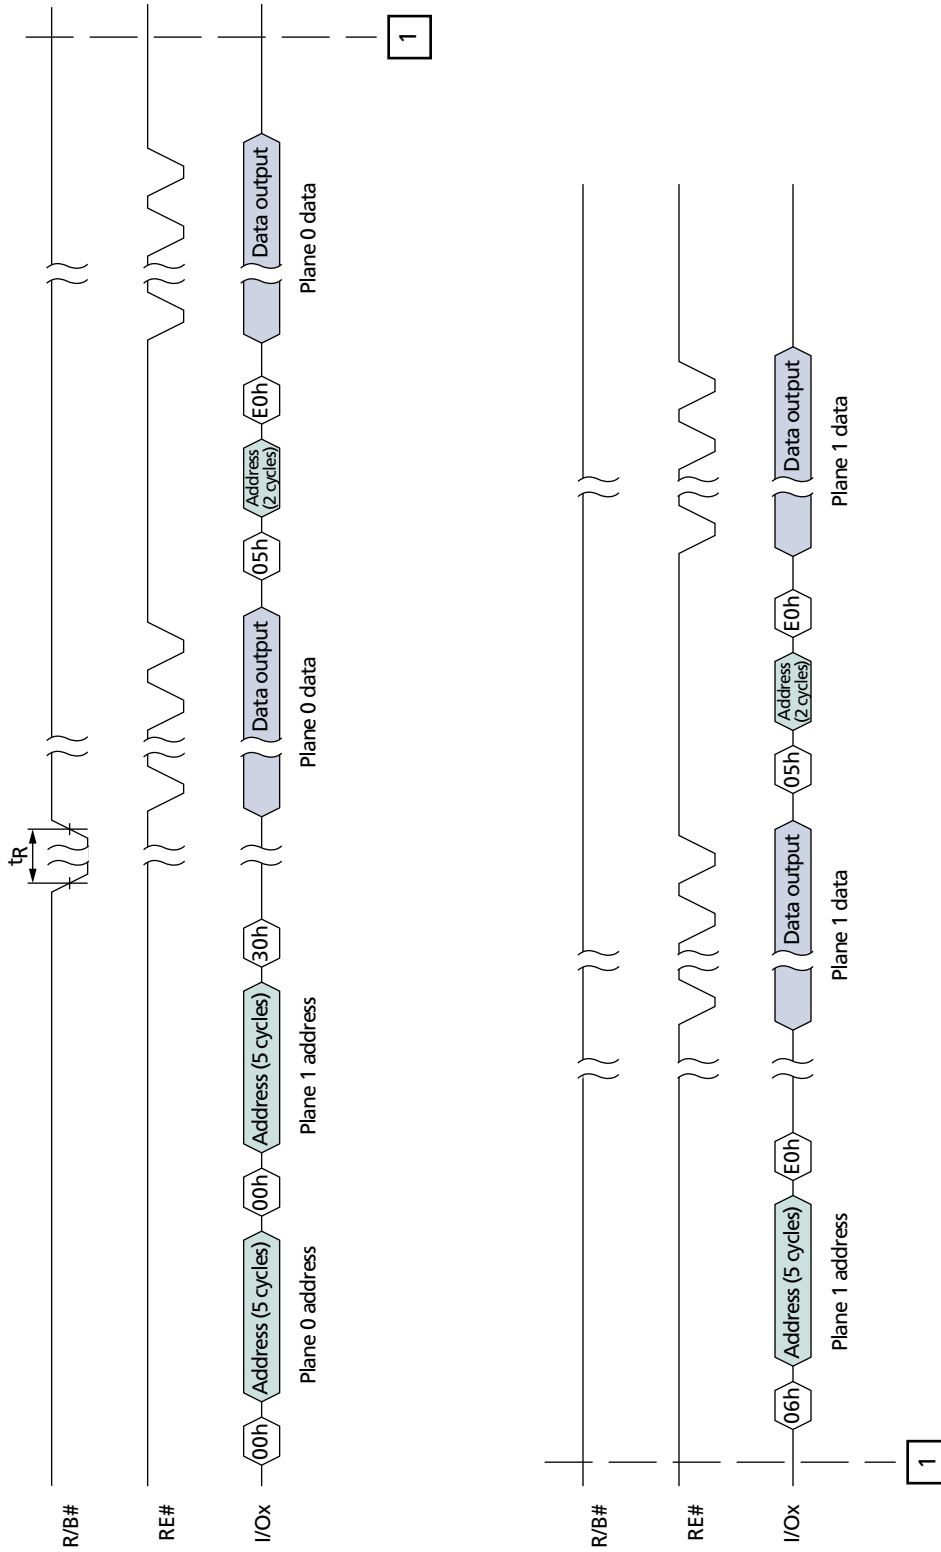 tR
R/B#
RE#
I/Ox
00h
Address (5 cycles)
00h
Address (5 cycles)
30h
Data output
05h
Address
(2 cycles)
E0h
Data output
Plane 0 address
Plane 1 address
Plane 0 data
Plane 0 data
1
R/B#
RE#
I/Ox
06h
Address (5 cycles)
E0h
Data output
05h
Address
(2 cycles)
E0h
Data output
Plane 1 address
Plane 1 data
Plane 1 data
1